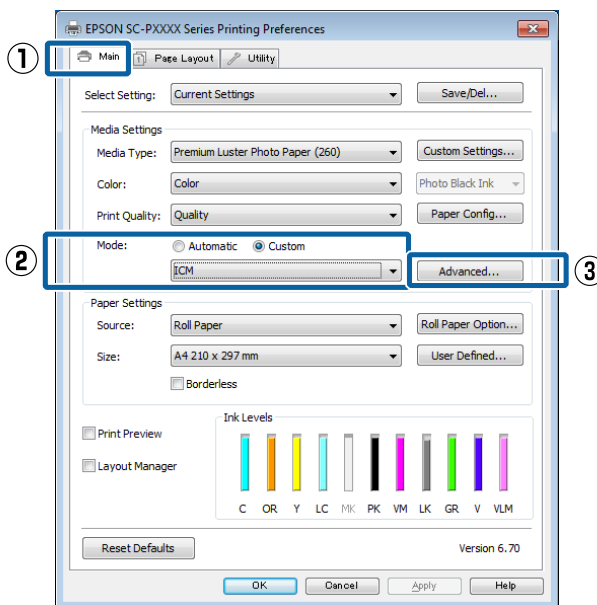 EPSON SC-PXXXX Series Printing Preferences
① Main Page Layout Utility
Select Setting: Current Settings Save/Del...
Media Settings
Media Type: Premium Luster Photo Paper (260) Custom Settings...
Color: Color Photo Black Ink
Print Quality: Quality Paper Config...
② Mode: Automatic Custom
ICM Advanced... ③
Paper Settings
Source: Roll Paper Roll Paper Option...
Size: A4 210 x 297 mm User Defined...
Borderless
Ink Levels
Print Preview
Layout Manager
C OR Y LC MK PK VM LK GR V VLM
Reset Defaults Version 6.70
OK Cancel Apply Help